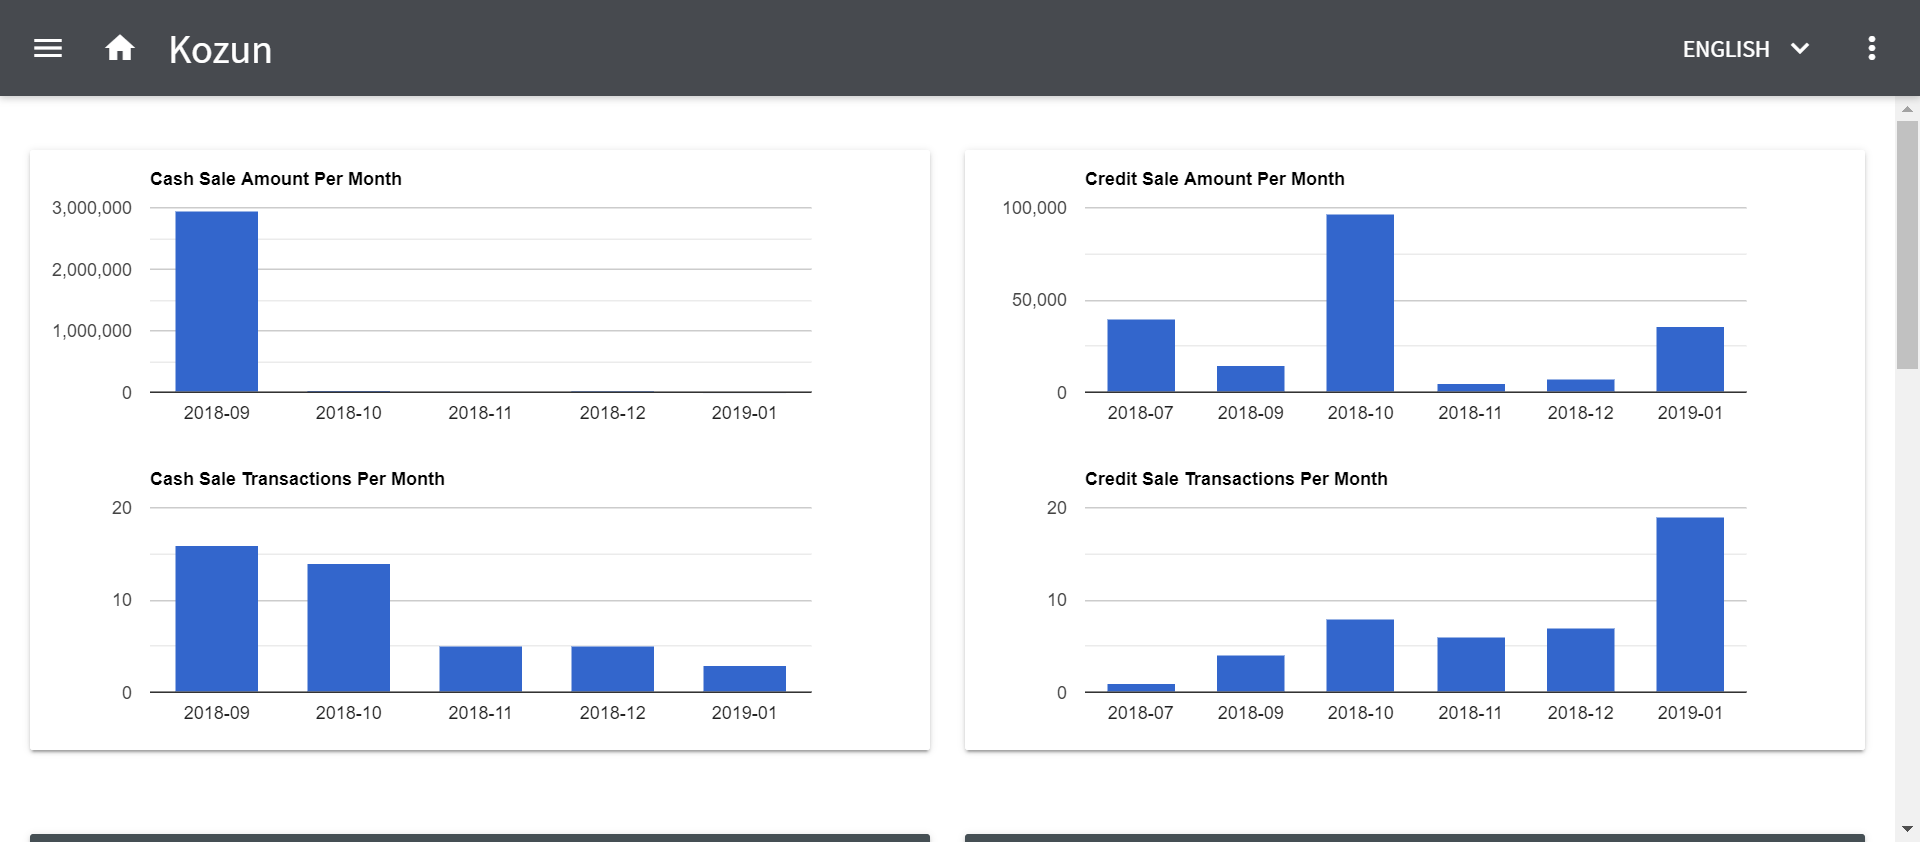 Kozun
ENGLISH
Cash Sale Amount Per Month
3,000,000
2,000,000
1,000,000
0
2018-09 2018-10 2018-11 2018-12 2019-01
Cash Sale Transactions Per Month
20
10
0
2018-09 2018-10 2018-11 2018-12 2019-01
Credit Sale Amount Per Month
100,000
50,000
0
2018-07 2018-09 2018-10 2018-11 2018-12 2019-01
Credit Sale Transactions Per Month
20
10
0
2018-07 2018-09 2018-10 2018-11 2018-12 2019-01